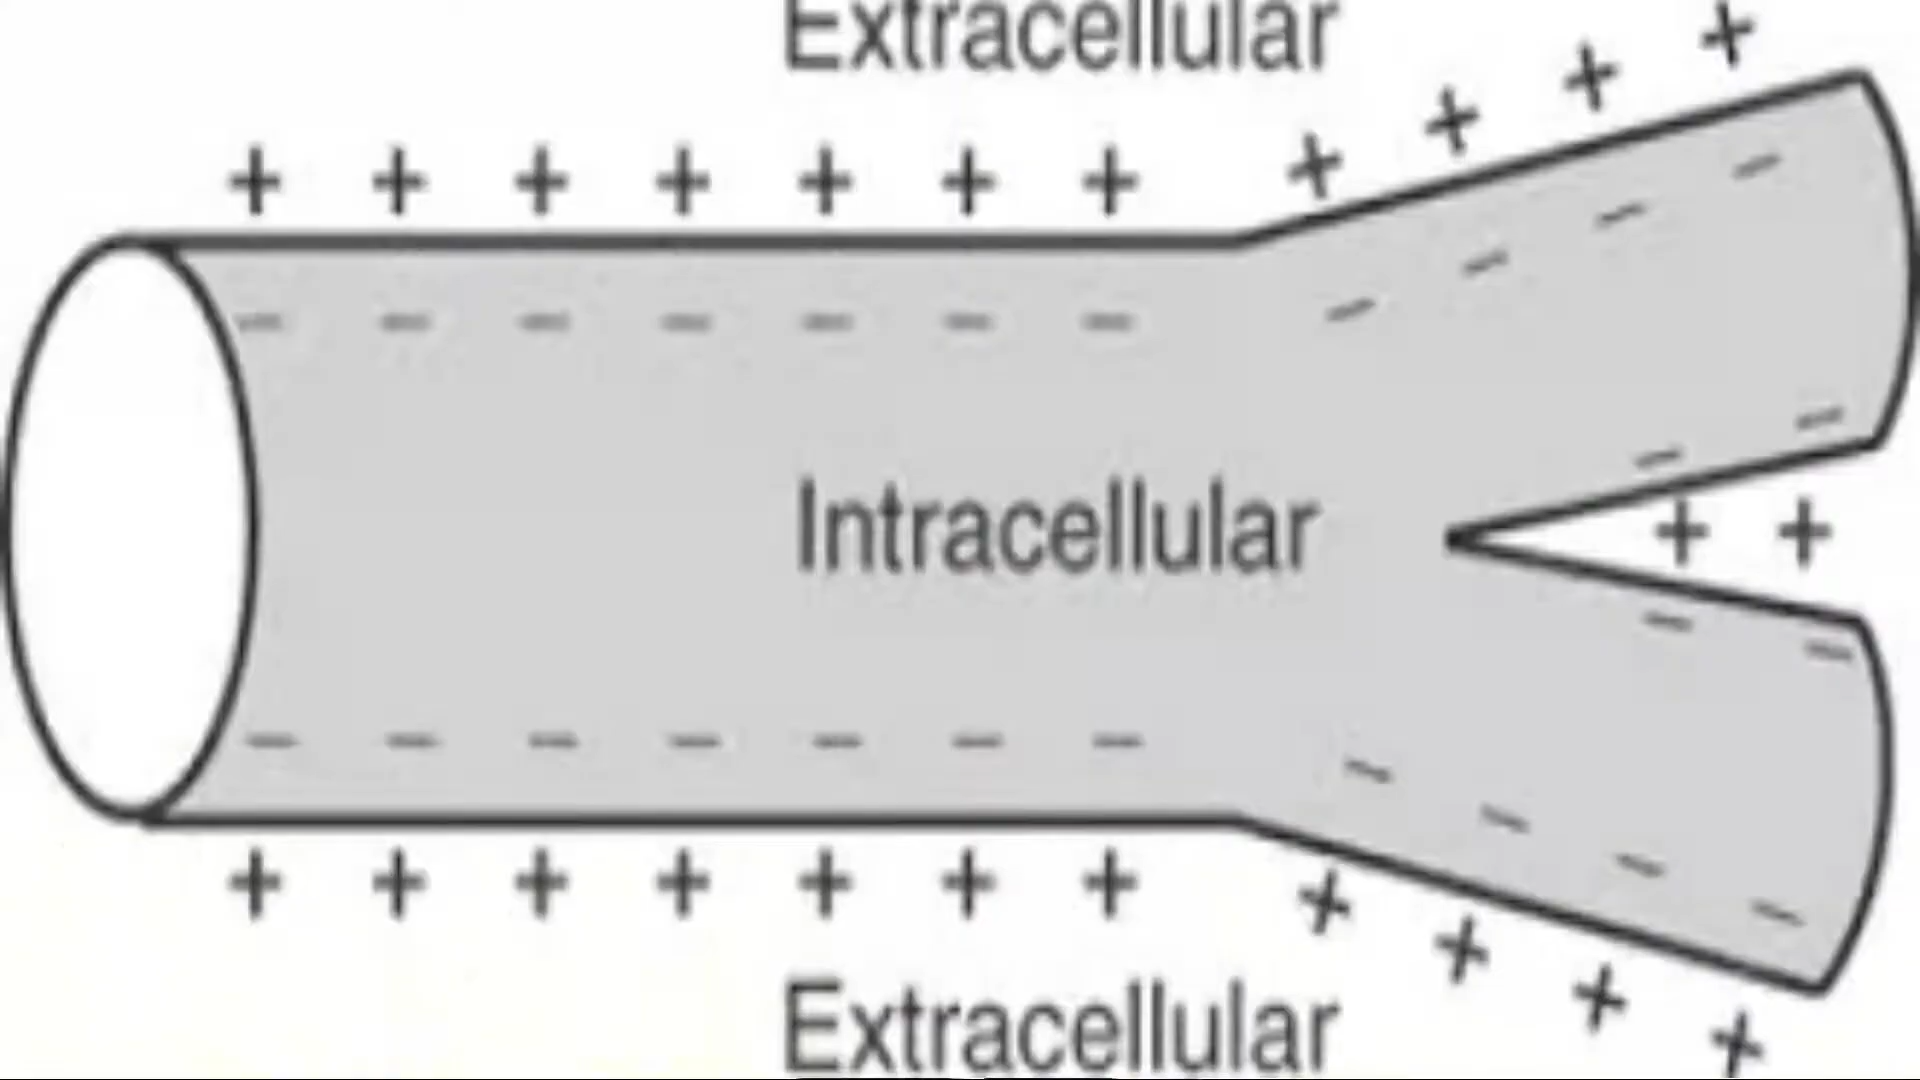 Extracellular
+ + + + + + + + + + +
− − − − − − − − − − −
− −
Intracellular
+ +
− −
− − − − − − − − − − −
+ + + + + + + + + + +
Extracellular